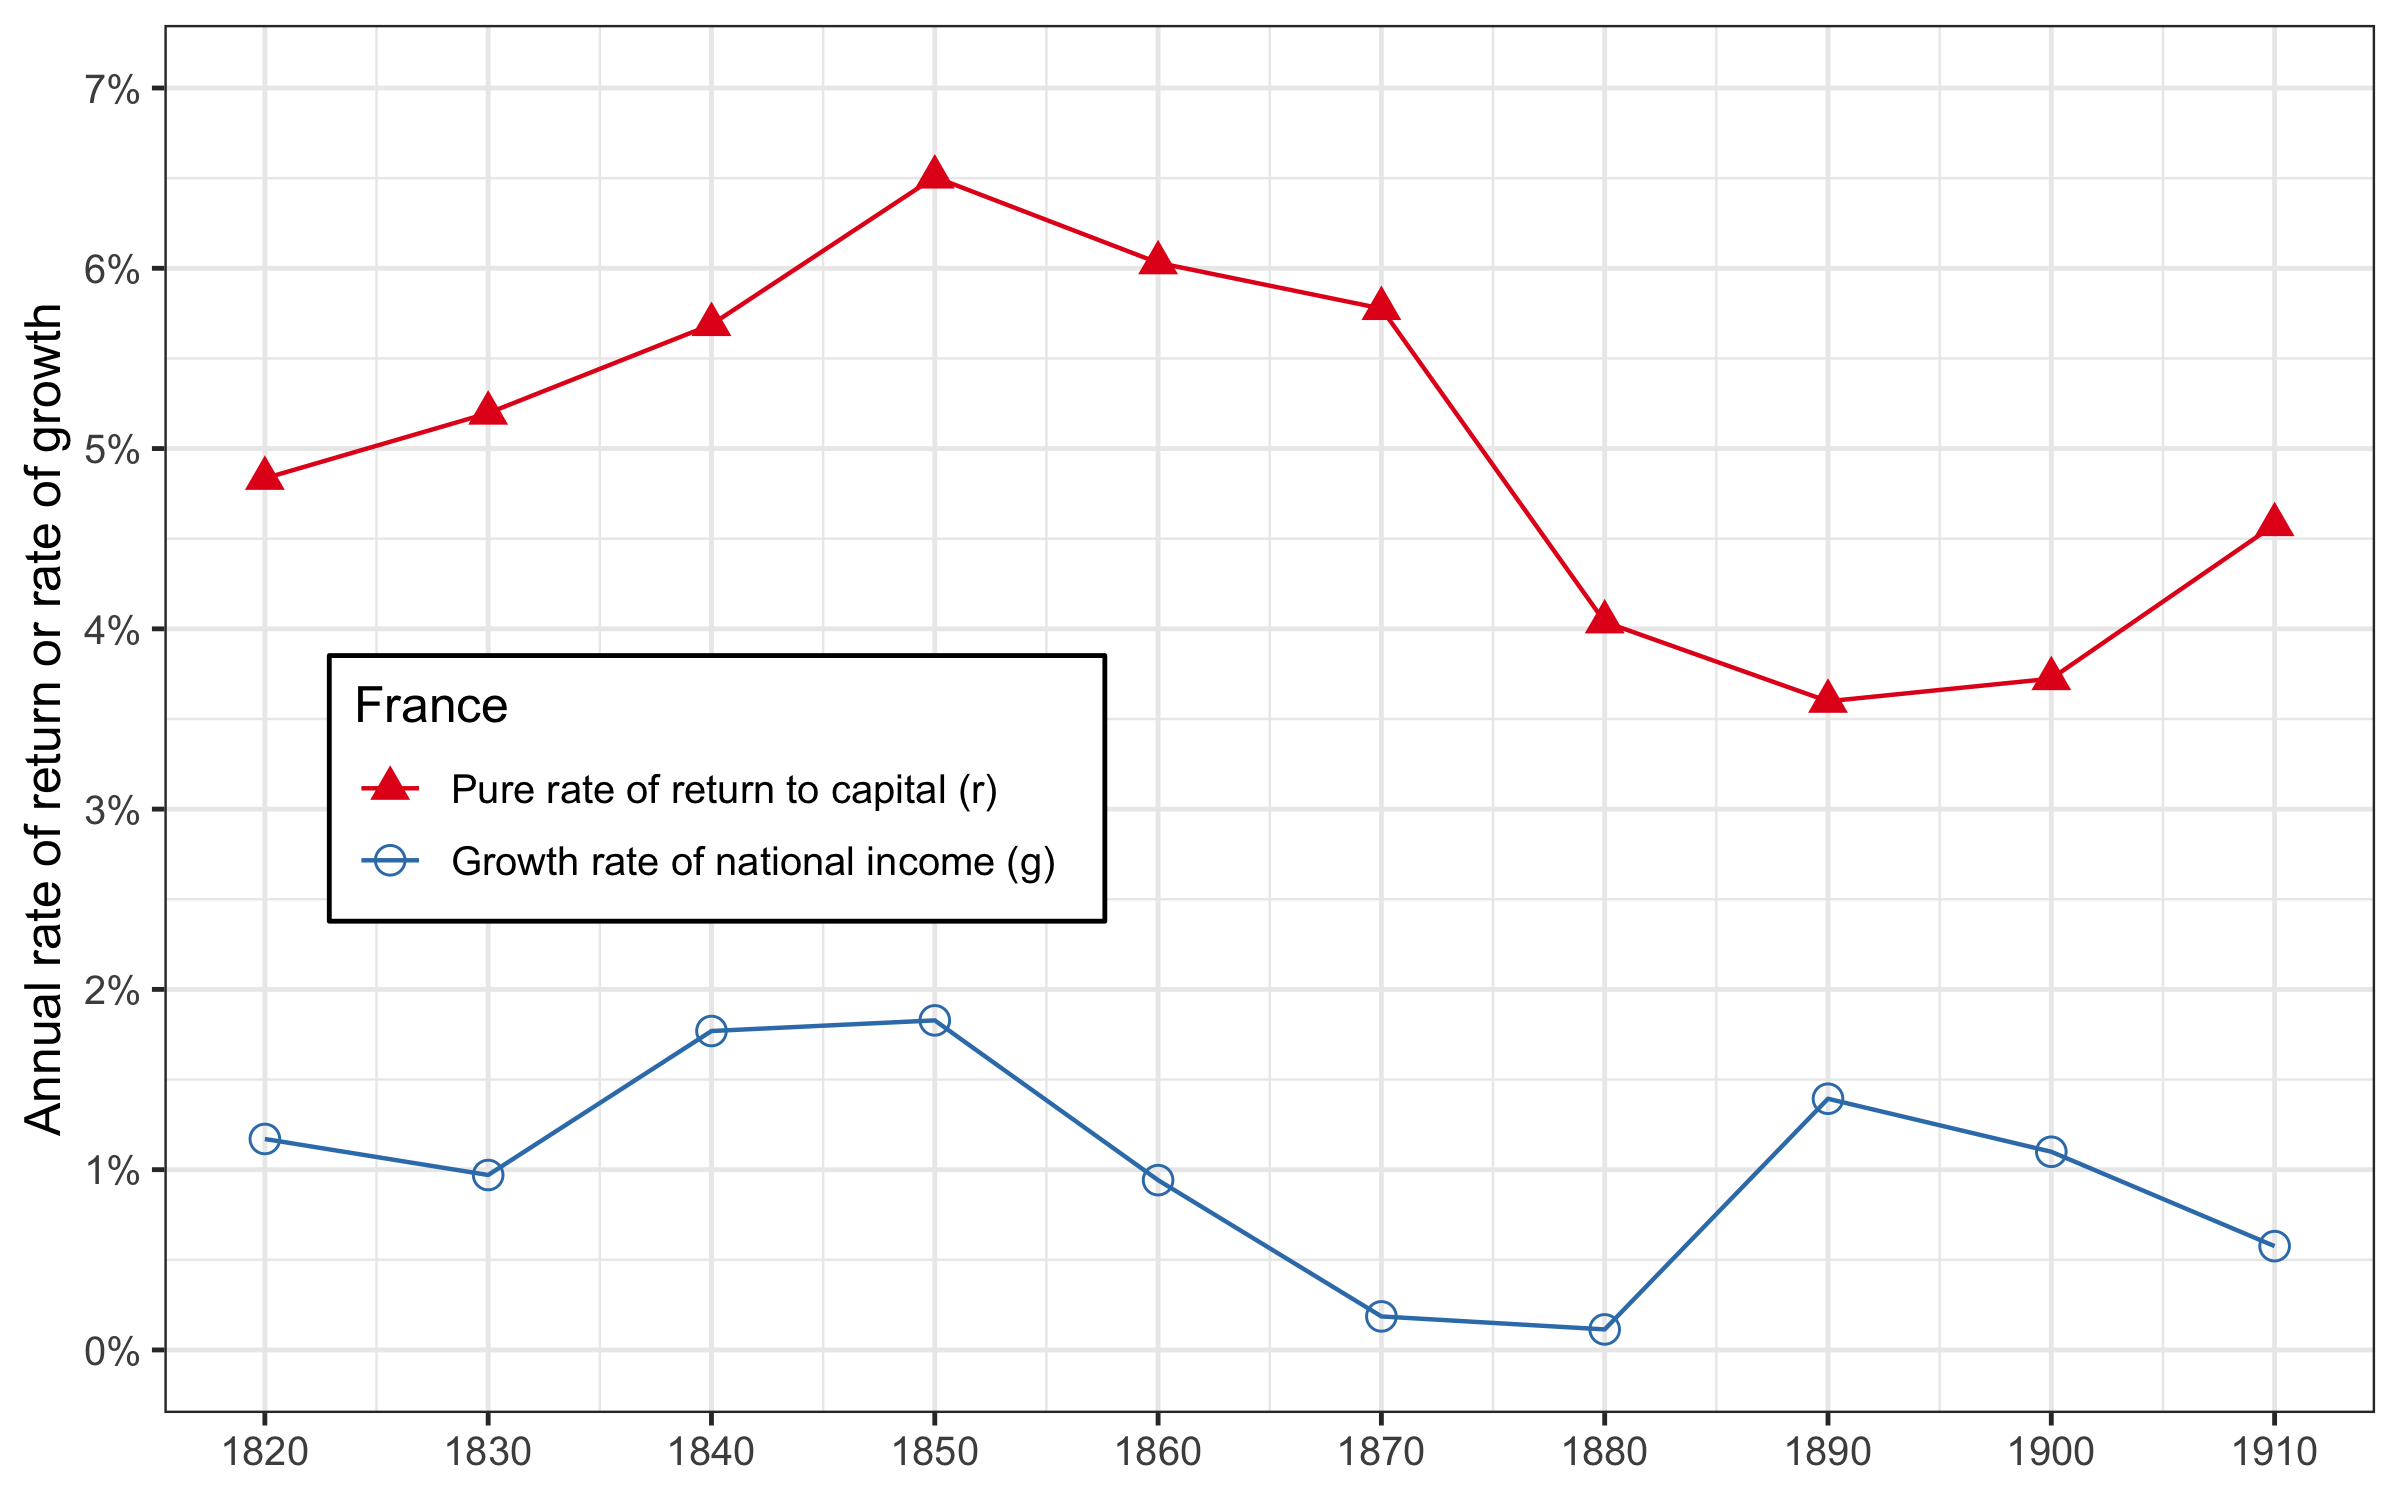 Annual rate of return or rate of growth
7%
6%
5%
4%
3%
2%
1%
0%
France
Pure rate of return to capital (r)
Growth rate of national income (g)
1820 1830 1840 1850 1860 1870 1880 1890 1900 1910